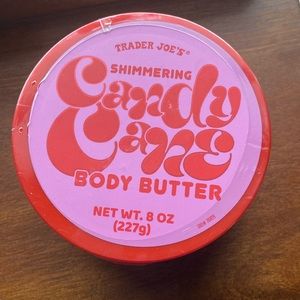 TRADER JOE'S®
SHIMMERING
Candy
Cane
BODY BUTTER
NET WT. 8 OZ
(227g)